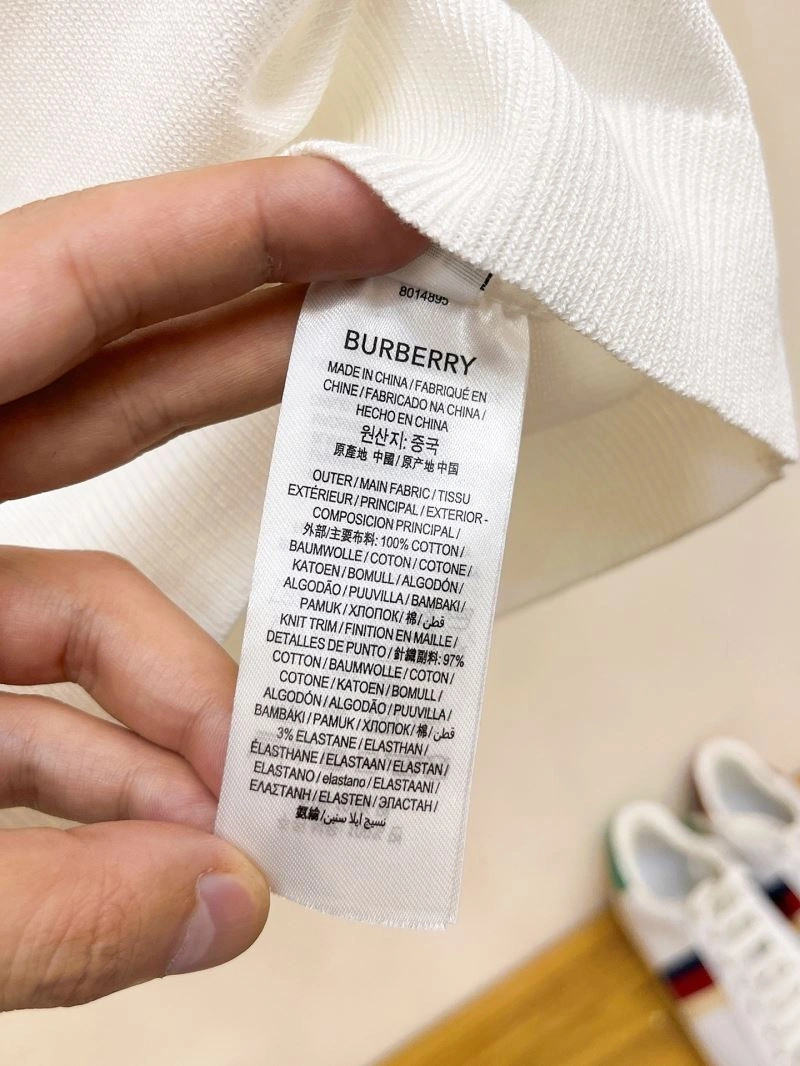 8014895
BURBERRY
MADE IN CHINA / FABRIQUÉ EN
CHINE / FABRICADO NA CHINA /
HECHO EN CHINA
원산지: 중국
原產地 中國 / 原产地 中国
OUTER / MAIN FABRIC / TISSU
EXTÉRIEUR / PRINCIPAL / EXTERIOR -
COMPOSICION PRINCIPAL /
外部/主要布料: 100% COTTON /
BAUMWOLLE / COTON / COTONE /
KATOEN / BOMULL / ALGODÓN /
ALGODÃO / PUUVILLA / BAMBAKI /
PAMUK / ХЛОПОК / 棉 / قطن
KNIT TRIM / FINITION EN MAILLE /
DETALLES DE PUNTO / 針織副料: 97%
COTTON / BAUMWOLLE / COTON /
COTONE / KATOEN / BOMULL /
ALGODÓN / ALGODÃO / PUUVILLA /
BAMBAKI / PAMUK / ХЛОПОК / 棉 / قطن
3% ELASTANE / ELASTHAN /
ÉLASTHANE / ELASTAAN / ELASTAN /
ELASTANO / elastano / ELASTAANI /
ΕΛΑΣΤΑΝΗ / ELASTEN / ЭЛАСТАН /
氨綸 / نسيج ايلا ستين